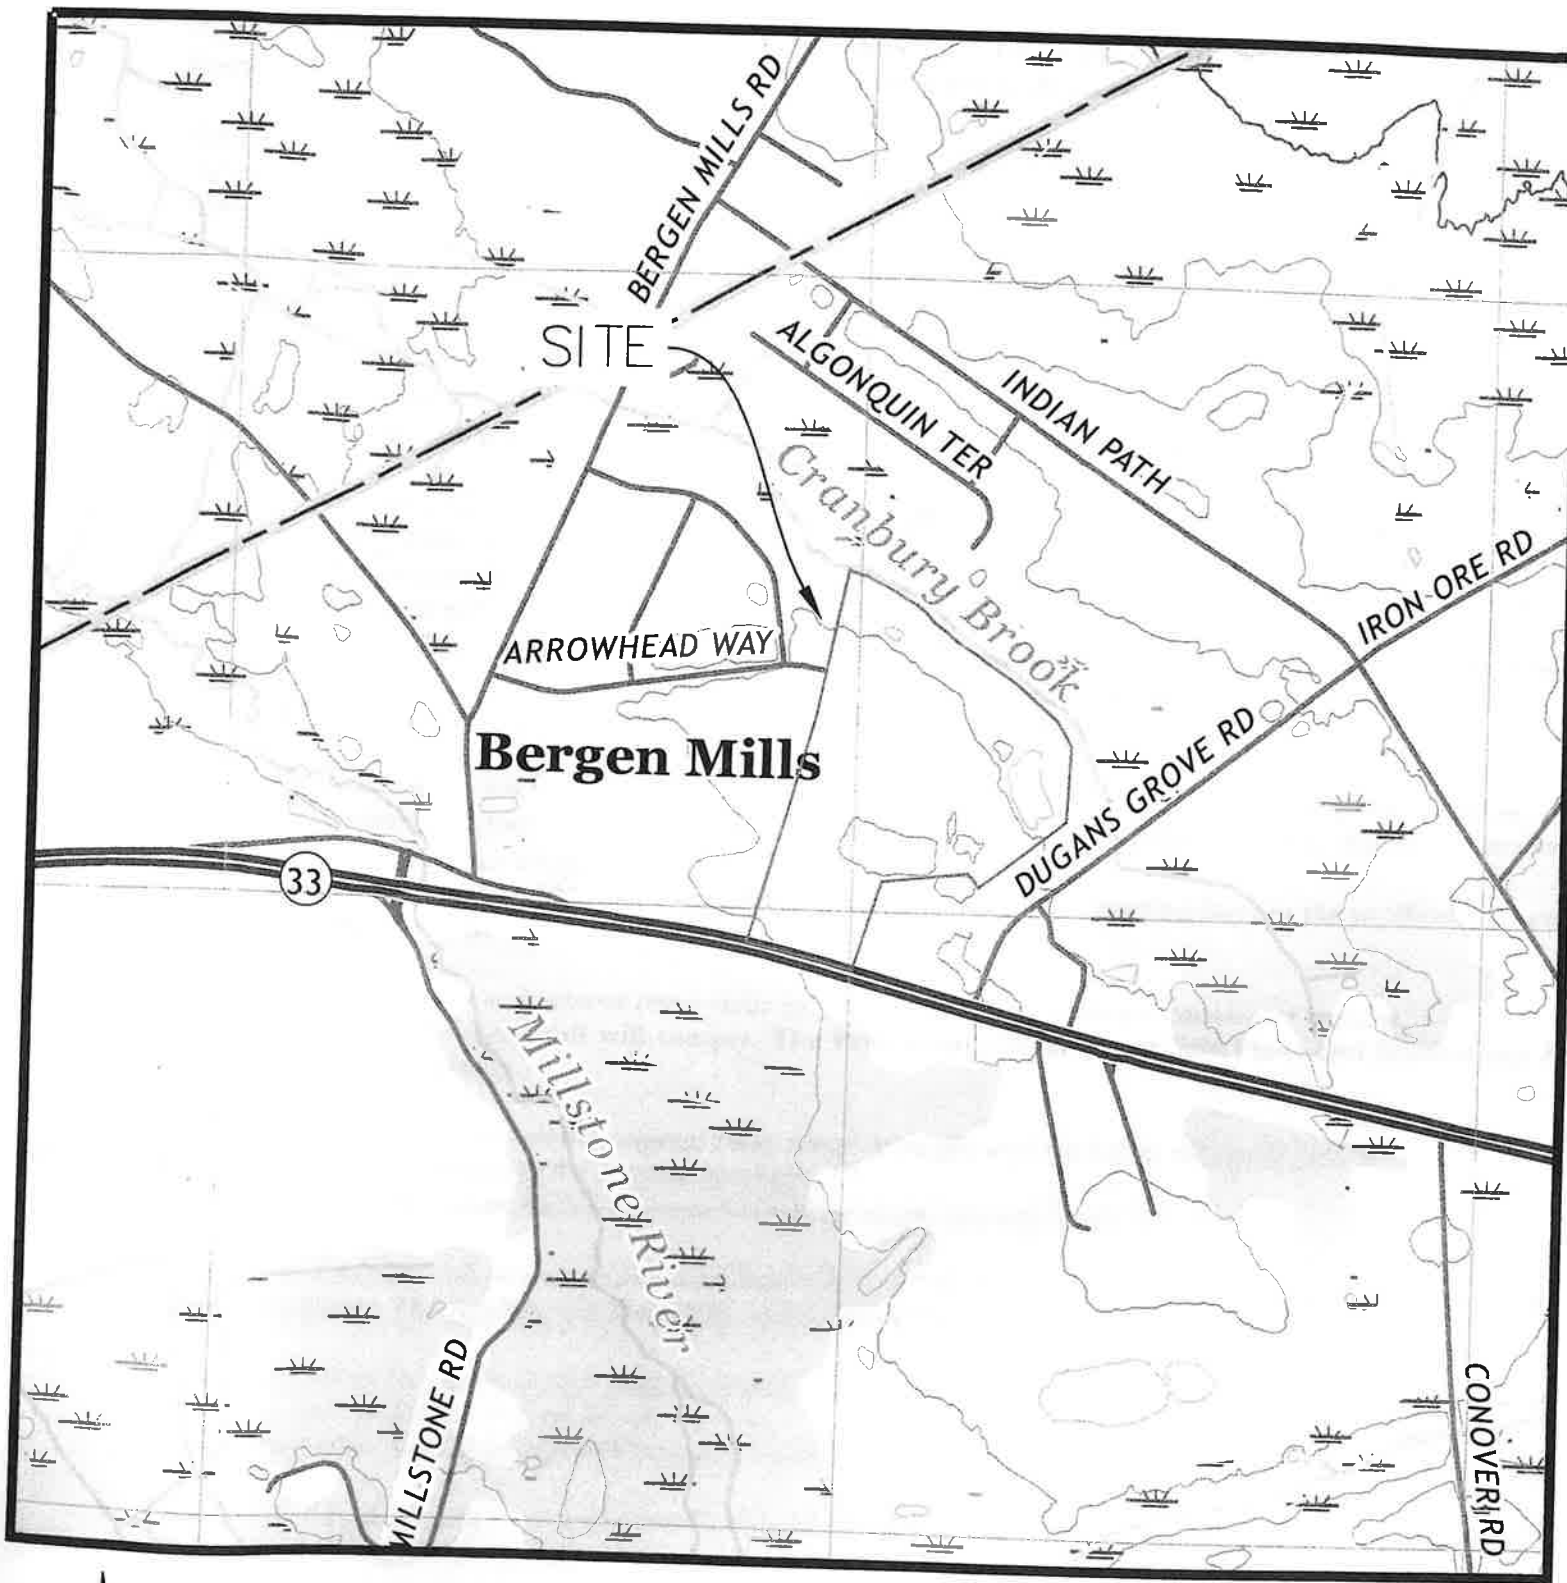 BERGEN MILLS RD
SITE
ALGONQUIN TER
INDIAN PATH
Cranbury Brook
IRON ORE RD
ARROWHEAD WAY
Bergen Mills
DUGANS GROVE RD
33
Millstone River
MILLSTONE RD
CONOVER RD